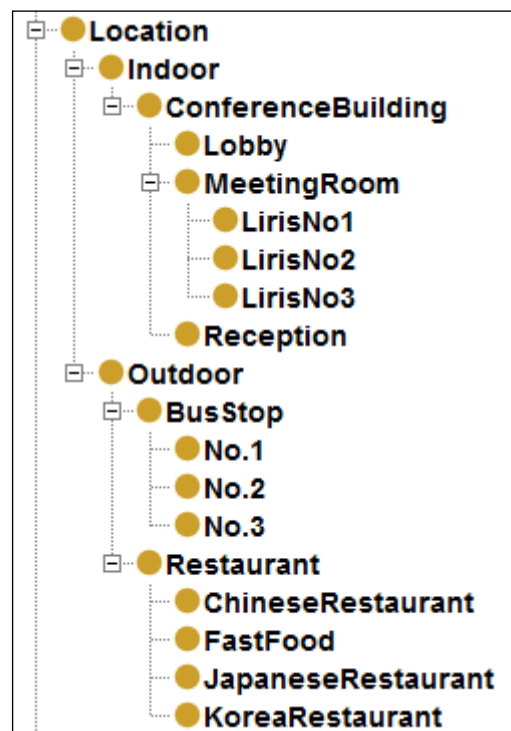 Location
Indoor
ConferenceBuilding
Lobby
MeetingRoom
LirisNo1
LirisNo2
LirisNo3
Reception
Outdoor
BusStop
No.1
No.2
No.3
Restaurant
ChineseRestaurant
FastFood
JapaneseRestaurant
KoreaRestaurant